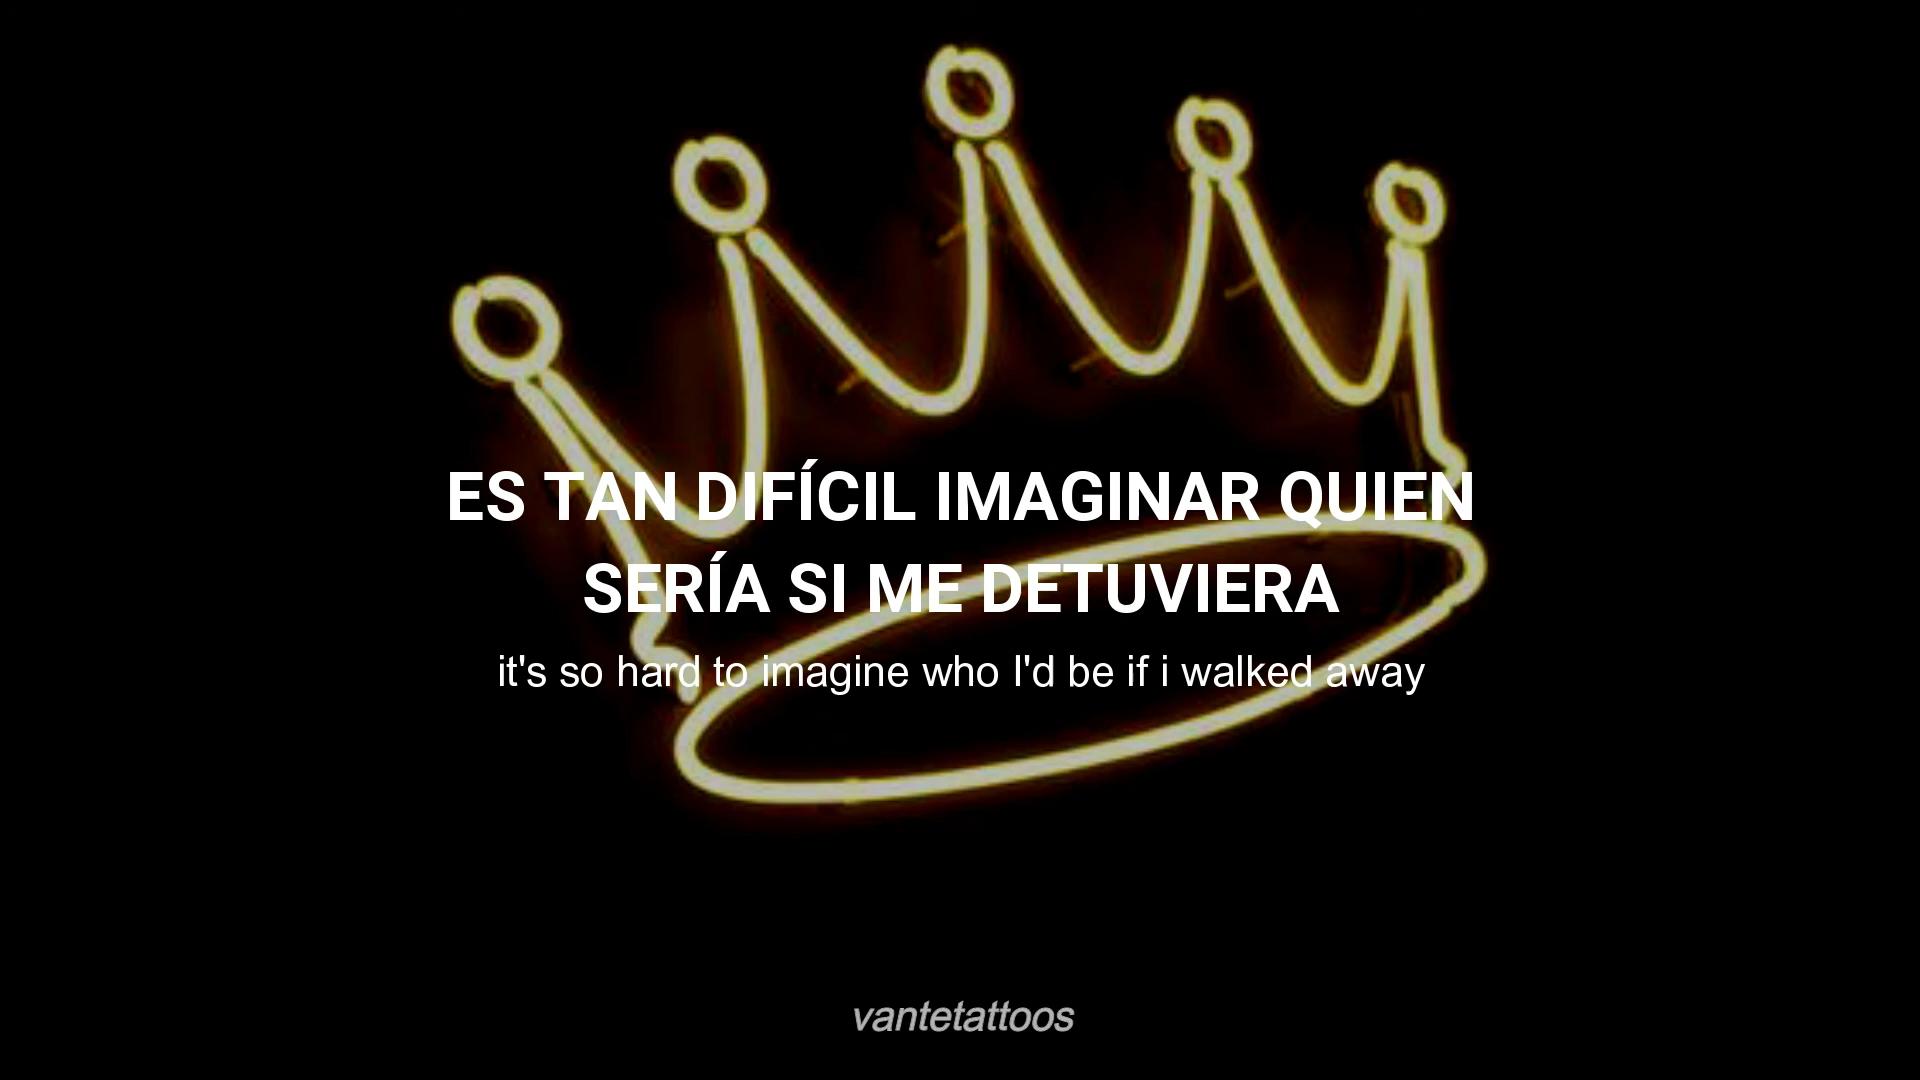 ES TAN DIFÍCIL IMAGINAR QUIEN
SERÍA SI ME DETUVIERA
it's so hard to imagine who I'd be if i walked away
vantetattoos